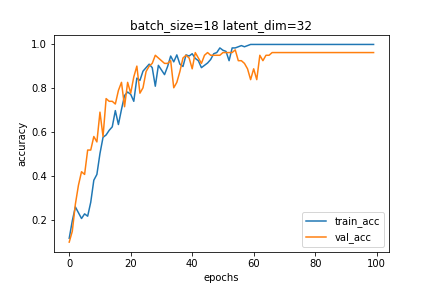 batch_size=18 latent_dim=32
1.0
0.8
0.6
0.4
0.2
accuracy
0 20 40 60 80 100
epochs
train_acc
val_acc